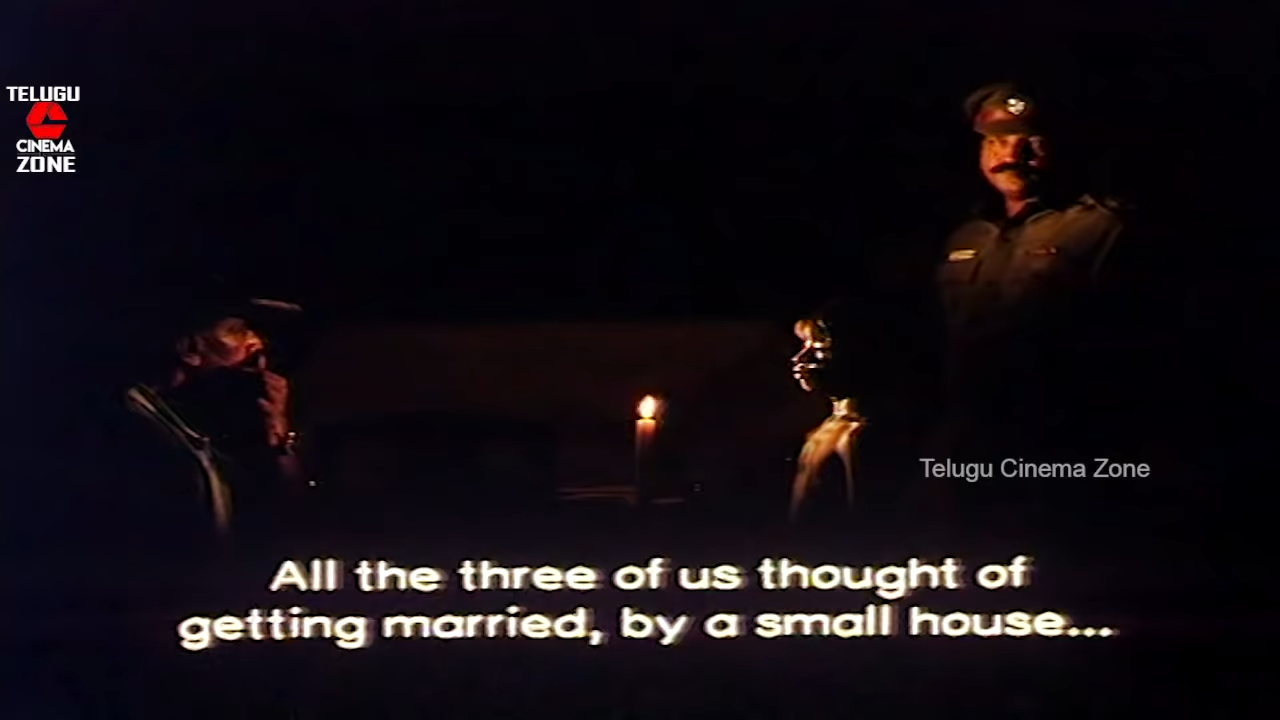 TELUGU
CINEMA
ZONE
Telugu Cinema Zone
All the three of us thought of
getting married, by a small house...